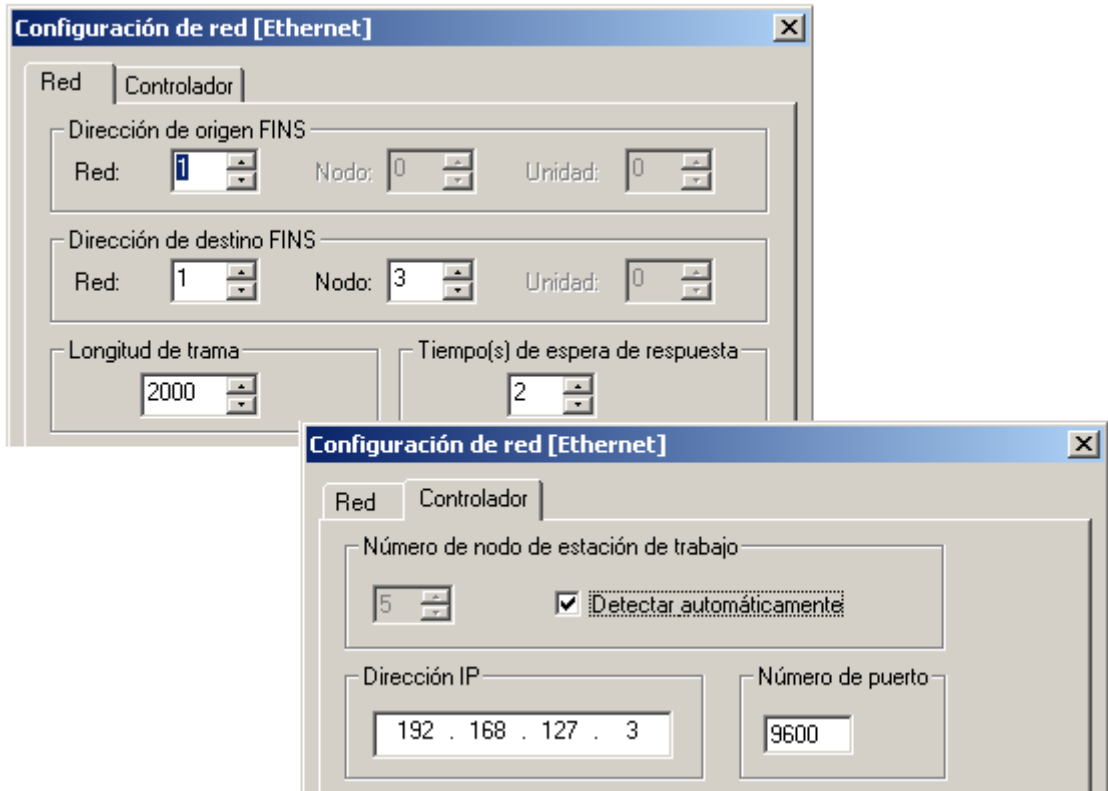 Configuración de red [Ethernet]
Red Controlador
Dirección de origen FINS
Red: 1 Nodo: 0 Unidad: 0
Dirección de destino FINS
Red: 1 Nodo: 3 Unidad: 0
Longitud de trama Tiempo(s) de espera de respuesta
2000 2
Configuración de red [Ethernet]
Red Controlador
Número de nodo de estación de trabajo
5 Detectar automáticamente
Dirección IP Número de puerto
192 . 168 . 127 . 3 9600